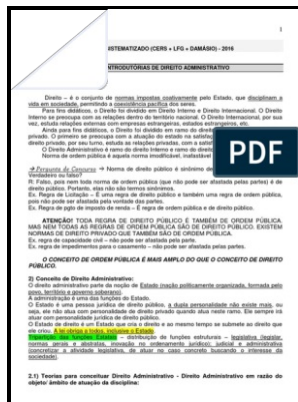 1
SISTEMATIZADO (CERS + LFG + DAMÁSIO) - 2016
INTRODUTÓRIAS DE DIREITO ADMINISTRATIVO
Direito – é o conjunto de normas impostas coativamente pelo Estado, que disciplinam a
vida em sociedade, permitindo a coexistência pacífica dos seres.
Para fins didáticos, o Direito foi dividido em Direito Interno e Direito Internacional. O Direito
Interno se preocupa com as relações dentro do território nacional. O Direito Internacional, por sua
vez, estuda relações externas com empresas estrangeiras, estados estrangeiros, etc.
Ainda para fins didáticos, o Direito foi dividido em ramo do direito
privado. O primeiro se preocupa com a atuação do estado na satisfação
direito privado, por seu turno, estuda as relações privadas, com a satisf
O Direito Administrativo é ramo do direito interno e ramo do direito
Norma de ordem pública é aquela norma imodificável, inafastável
PDF
→ Pergunta de Concurso → Norma de direito público é sinônimo de
Verdadeiro ou falso?
R: Falso, pois nem toda norma de ordem pública (que não pode ser afastada pelas partes) é de
direito público. Portanto, elas não são termos sinônimos.
Ex. Regra de Licitação – É uma regra de direito público e também uma regra de ordem pública,
pois não pode ser afastada pela vontade das partes.
Ex. Regra de pgto de imposto de renda – É regra de ordem pública e de direito público.
ATENÇÃO! TODA REGRA DE DIREITO PÚBLICO É TAMBÉM DE ORDEM PÚBLICA.
MAS NEM TODAS AS REGRAS DE ORDEM PÚBLICA SÃO DE DIREITO PÚBLICO. EXISTEM
NORMAS DE DIREITO PRIVADO QUE TAMBÉM SÃO DE ORDEM PÚBLICA.
Ex. regra de capacidade civil – não pode ser afastada pela parte.
Ex. regra de impedimentos para o casamento – não pode ser afastada pelas partes.
O CONCEITO DE ORDEM PÚBLICA É MAIS AMPLO DO QUE O CONCEITO DE DIREITO
PÚBLICO.
2) Conceito de Direito Administrativo:
O direito administrativo parte da noção de Estado (nação politicamente organizada, formada pelo
povo, território e governo soberano).
A administração é uma das funções do Estado.
O Estado é uma pessoa jurídica de direito público, a dupla personalidade não existe mais, ou
seja, ele não atua com personalidade de direito privado quando atua neste ramo. Ele sempre irá
atuar com personalidade jurídica de direito público.
O Estado de direito é um Estado que cria o direito e ao mesmo tempo se submete ao direito que
ele criou. A lei obriga a todos, inclusive o Estado.
Tripartição das funções Estatais – distribuição de funções estruturais – legislativa (legislar,
normas gerais e abstratas, inovação no ordenamento jurídico); judicial e administrativa
(concretizar a atividade legislativa, de atuar no caso concreto buscando o interesse da
sociedade).
2.1) Teorias para conceituar Direito Administrativo - Direito Administrativo em razão do
objeto/ âmbito de atuação da disciplina: